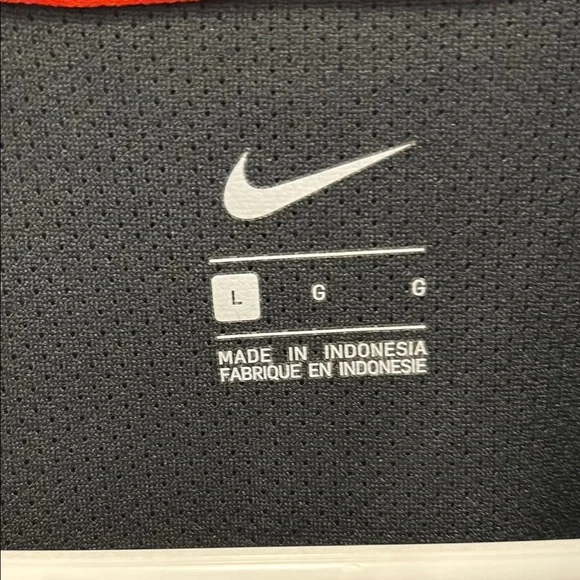 L G G
MADE IN INDONESIA
FABRIQUE EN INDONESIE